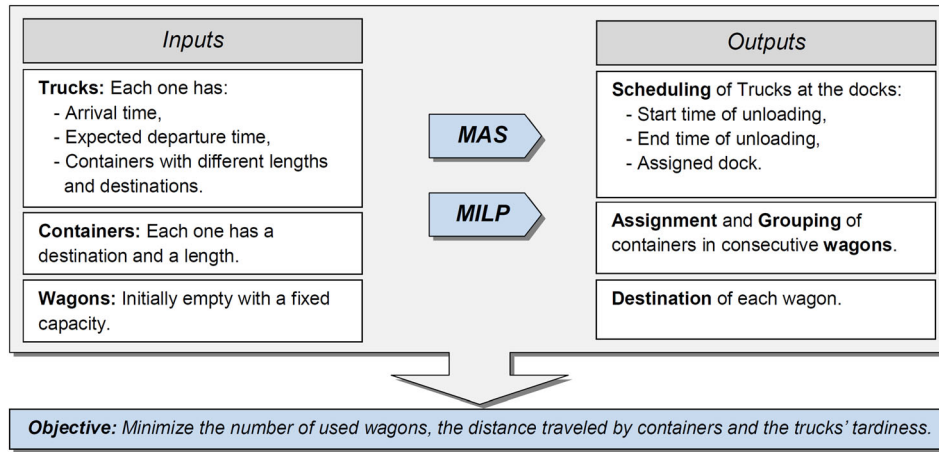 Inputs
Trucks: Each one has:
- Arrival time,
- Expected departure time,
- Containers with different lengths
and destinations.
Containers: Each one has a
destination and a length.
Wagons: Initially empty with a fixed
capacity.
MAS
MILP
Outputs
Scheduling of Trucks at the docks:
- Start time of unloading,
- End time of unloading,
- Assigned dock.
Assignment and Grouping of
containers in consecutive wagons.
Destination of each wagon.
Objective: Minimize the number of used wagons, the distance traveled by containers and the trucks' tardiness.